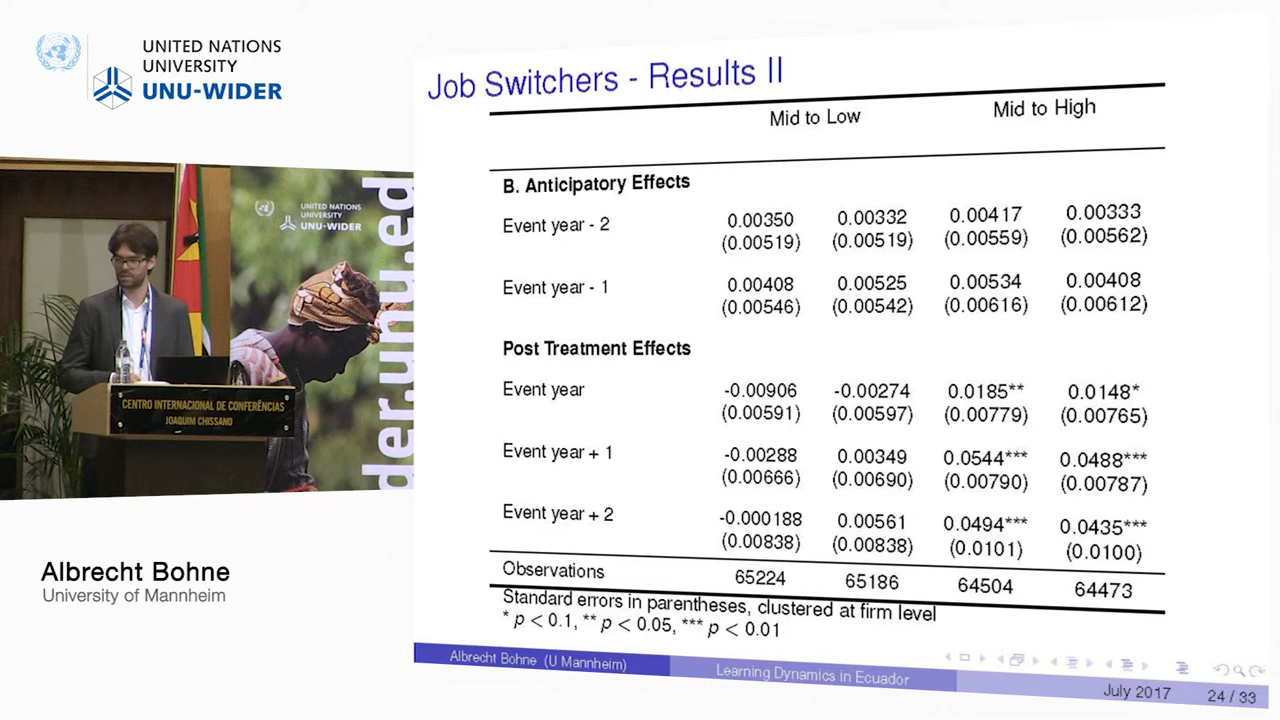 UNITED NATIONS
UNIVERSITY
UNU-WIDER
UNITED NATIONS
UNIVERSITY
UNU-WIDER
der.unu.ed
CENTRO INTERNACIONAL DE CONFERÊNCIAS
JOAQUIM CHISSANO
Albrecht Bohne
University of Mannheim
Job Switchers - Results II
Mid to Low Mid to High
B. Anticipatory Effects
Event year - 2 0.00350 0.00332 0.00417 0.00333
(0.00519) (0.00519) (0.00559) (0.00562)
Event year - 1 0.00408 0.00525 0.00534 0.00408
(0.00546) (0.00542) (0.00616) (0.00612)
Post Treatment Effects
Event year -0.00906 -0.00274 0.0185** 0.0148*
(0.00591) (0.00597) (0.00779) (0.00765)
Event year + 1 -0.00288 0.00349 0.0544*** 0.0488***
(0.00666) (0.00690) (0.00790) (0.00787)
Event year + 2 -0.000188 0.00561 0.0494*** 0.0435***
(0.00838) (0.00838) (0.0101) (0.0100)
Observations 65224 65186 64504 64473
Standard errors in parentheses, clustered at firm level
* p < 0.1, ** p < 0.05, *** p < 0.01
Albrecht Bohne (U Mannheim) Learning Dynamics in Ecuador July 2017 24 / 33